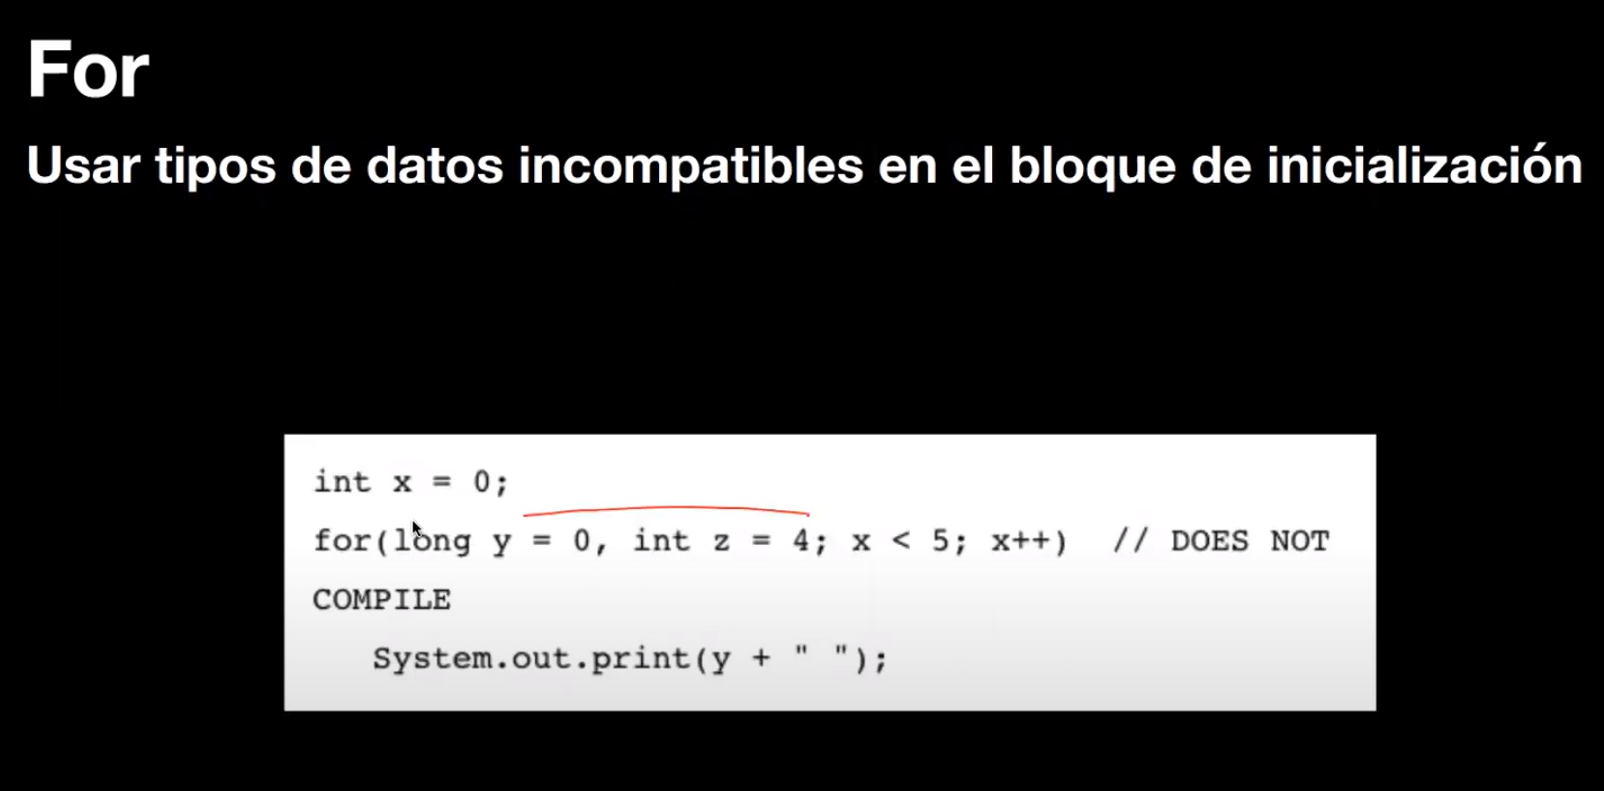 For
Usar tipos de datos incompatibles en el bloque de inicialización
int x = 0;
for(long y = 0, int z = 4; x < 5; x++)  // DOES NOT
COMPILE
   System.out.print(y + " ");